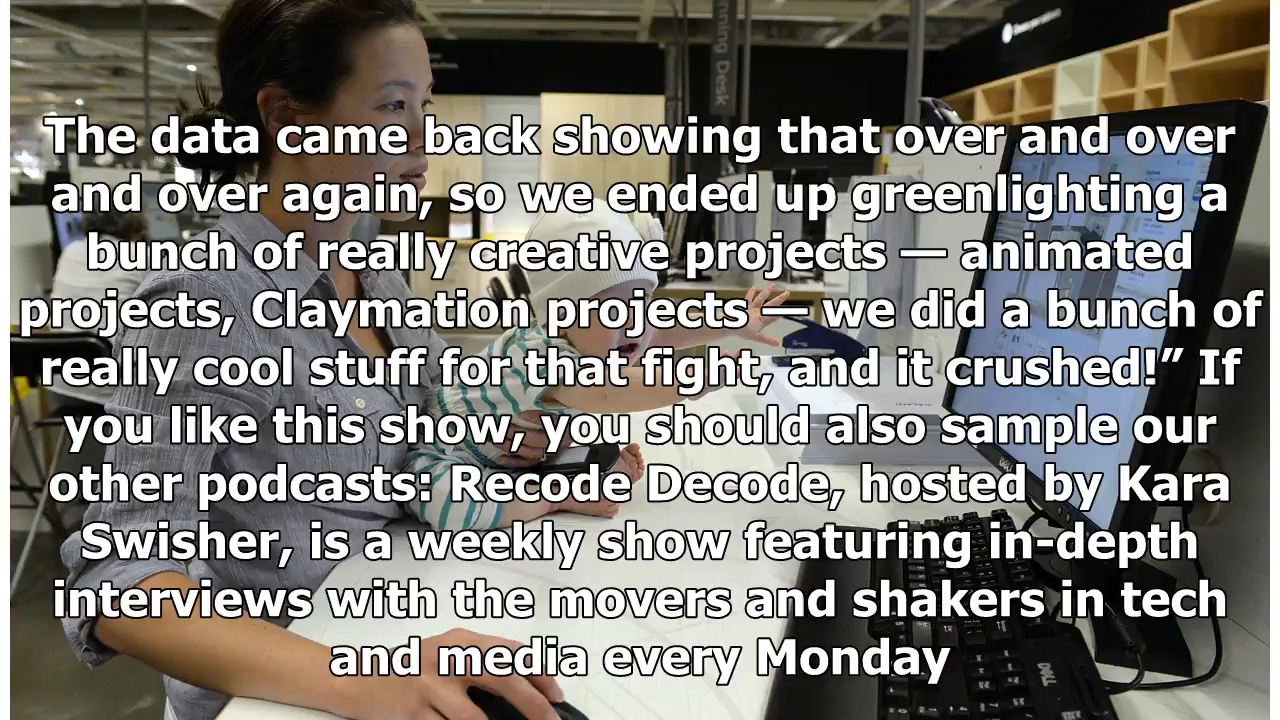 The data came back showing that over and over
and over again, so we ended up greenlighting a
bunch of really creative projects — animated
projects, Claymation projects — we did a bunch of
really cool stuff for that fight, and it crushed!” If
you like this show, you should also sample our
other podcasts: Recode Decode, hosted by Kara
Swisher, is a weekly show featuring in-depth
interviews with the movers and shakers in tech
and media every Monday
Desk
DELL
DELL